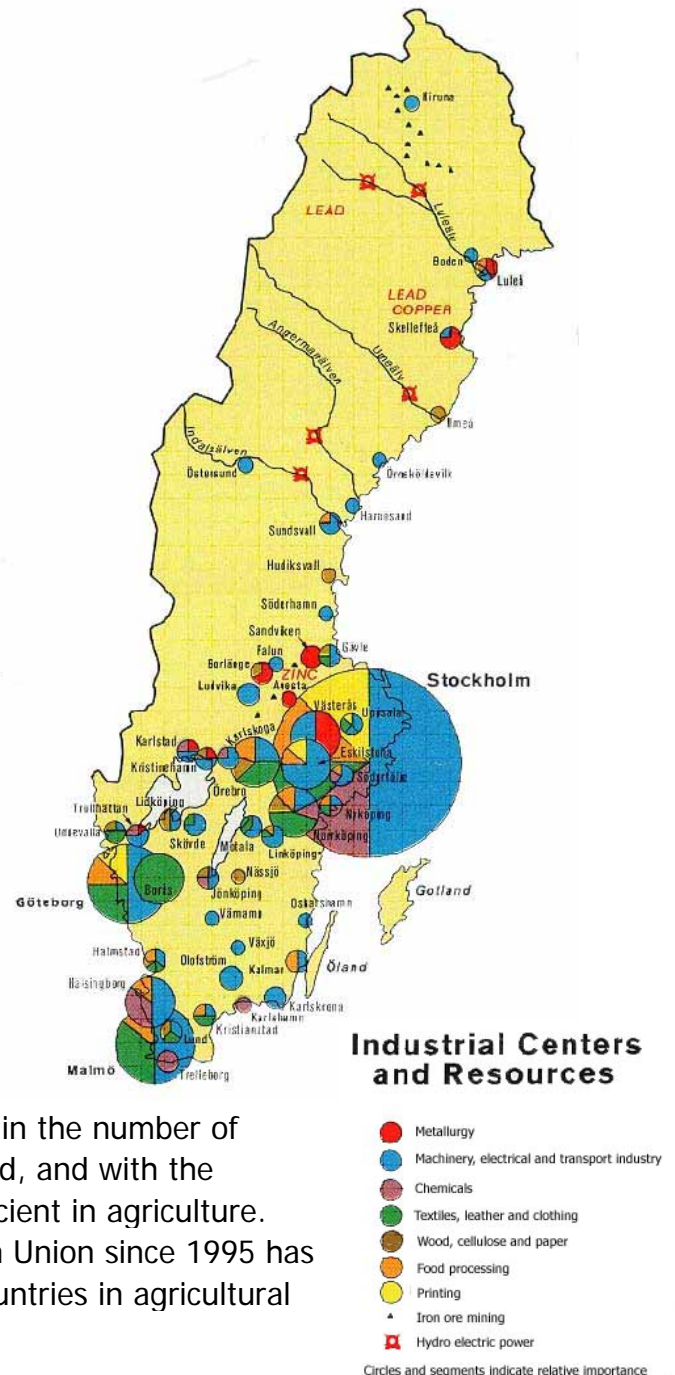 Kiruna
LEAD
Luleälv
Boden
Luleå
LEAD
COPPER
Skellefteå
Angermanälven
Umeälv
Umeå
Indalsälven
Östersund
Örnsköldsvik
Harnosand
Sundsvall
Hudiksvall
Söderhamn
Sandviken
Gävle
Falun
Borlänge
ZINC
Stockholm
Ludvika
Avesta
Västerås
Uppsala
Karlskoga
Karlstad
Eskilstuna
Kristinehamn
Södertälje
Örebro
Lidköping
Trollhättan
Nyköping
Uddevalla
Norrköping
Skövde
Motala
Linköping
Borås
Nässjö
Göteborg
Jönköping
Gotland
Oskarshamn
Värnamo
Växjö
Halmstad
Olofström
Kalmar
Öland
Halsingborg
Karlskrona
Karlshamn
Kristianstad
Lund
Malmö
Trelleborg
Industrial Centers
and Resources
in the number of
d, and with the
cient in agriculture.
n Union since 1995 has
untries in agricultural
Metallurgy
Machinery, electrical and transport industry
Chemicals
Textiles, leather and clothing
Wood, cellulose and paper
Food processing
Printing
Iron ore mining
Hydro electric power
Circles and segments indicate relative importance